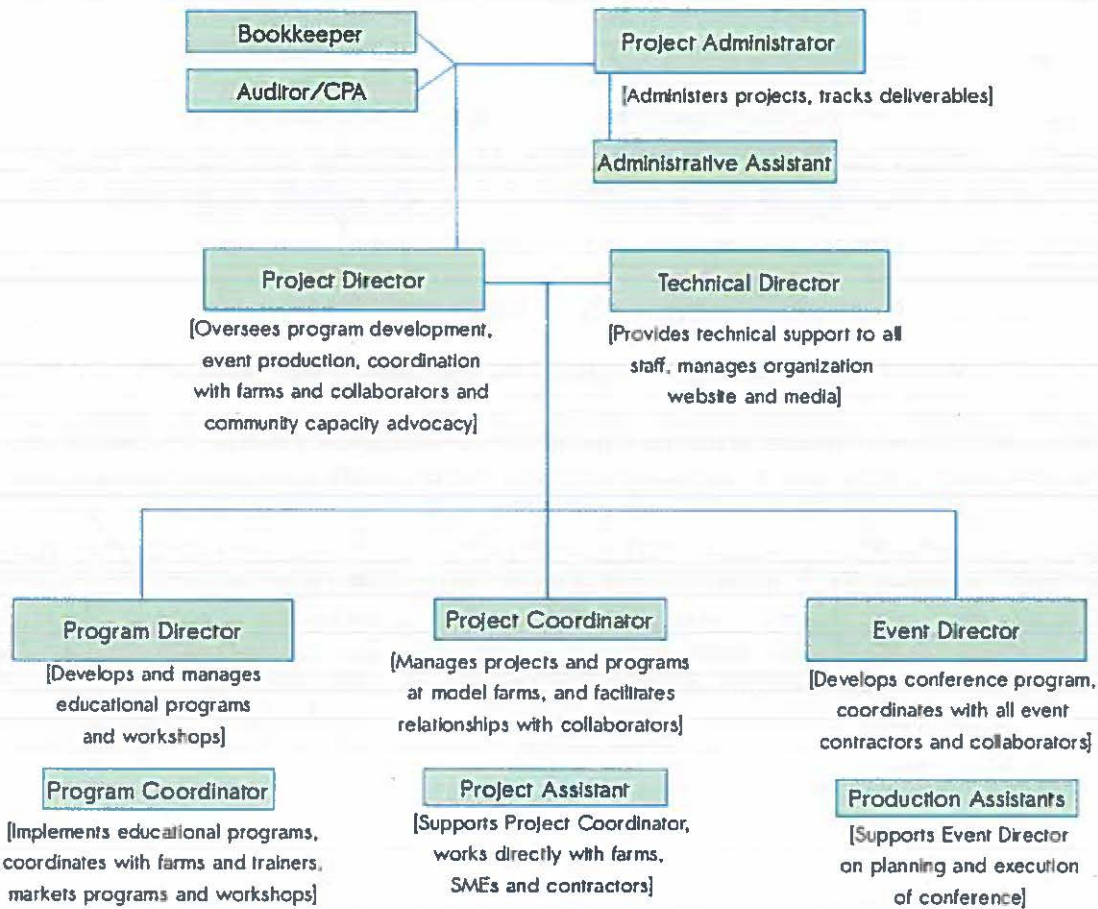 Bookkeeper
Auditor/CPA
Project Administrator
[Administers projects, tracks deliverables]
Administrative Assistant
Project Director
[Oversees program development,
event production, coordination
with farms and collaborators and
community capacity advocacy]
Technical Director
[Provides technical support to all
staff, manages organization
website and media]
Program Director
[Develops and manages
educational programs
and workshops]
Program Coordinator
[Implements educational programs,
coordinates with farms and trainers,
markets programs and workshops]
Project Coordinator
[Manages projects and programs
at model farms, and facilitates
relationships with collaborators]
Project Assistant
[Supports Project Coordinator,
works directly with farms,
SMEs and contractors]
Event Director
[Develops conference program,
coordinates with all event
contractors and collaborators]
Production Assistants
[Supports Event Director
on planning and execution
of conference]